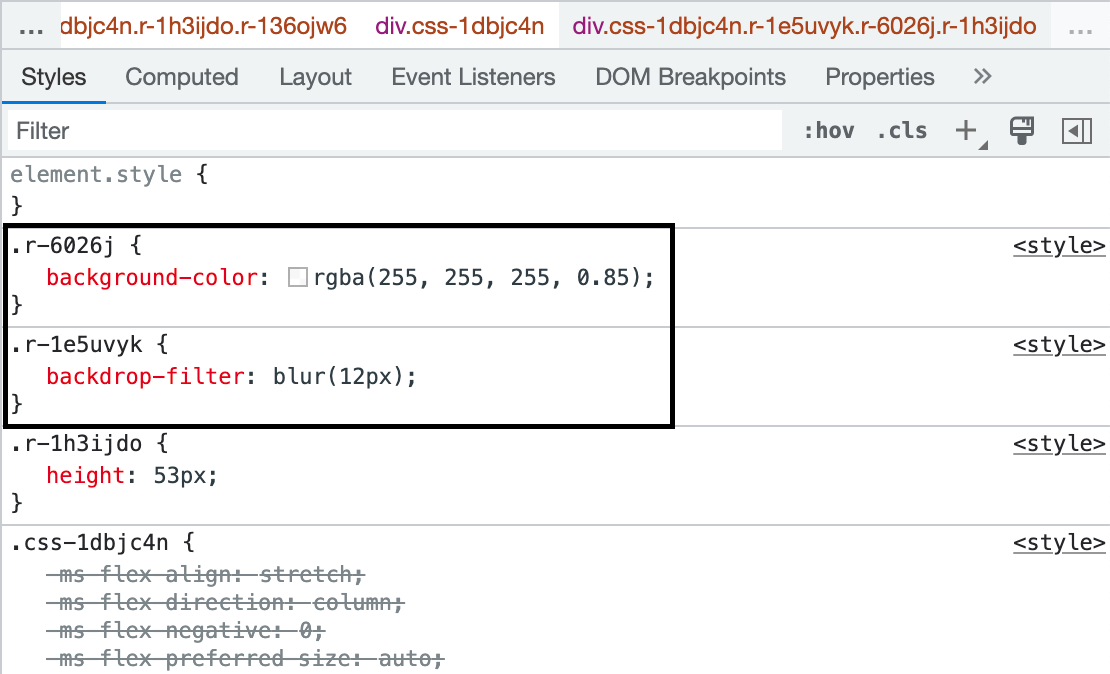 ... dbjc4n.r-1h3ijdo.r-136ojw6 div.css-1dbjc4n div.css-1dbjc4n.r-1e5uvyk.r-6026j.r-1h3ijdo ...
Styles Computed Layout Event Listeners DOM Breakpoints Properties »
Filter :hov .cls +
element.style {
}
.r-6026j { <style>
background-color: rgba(255, 255, 255, 0.85);
}
.r-1e5uvyk { <style>
backdrop-filter: blur(12px);
}
.r-1h3ijdo { <style>
height: 53px;
}
.css-1dbjc4n { <style>
-ms-flex-align: stretch;
-ms-flex-direction: column;
-ms-flex-negative: 0;
-ms-flex-preferred-size: auto;